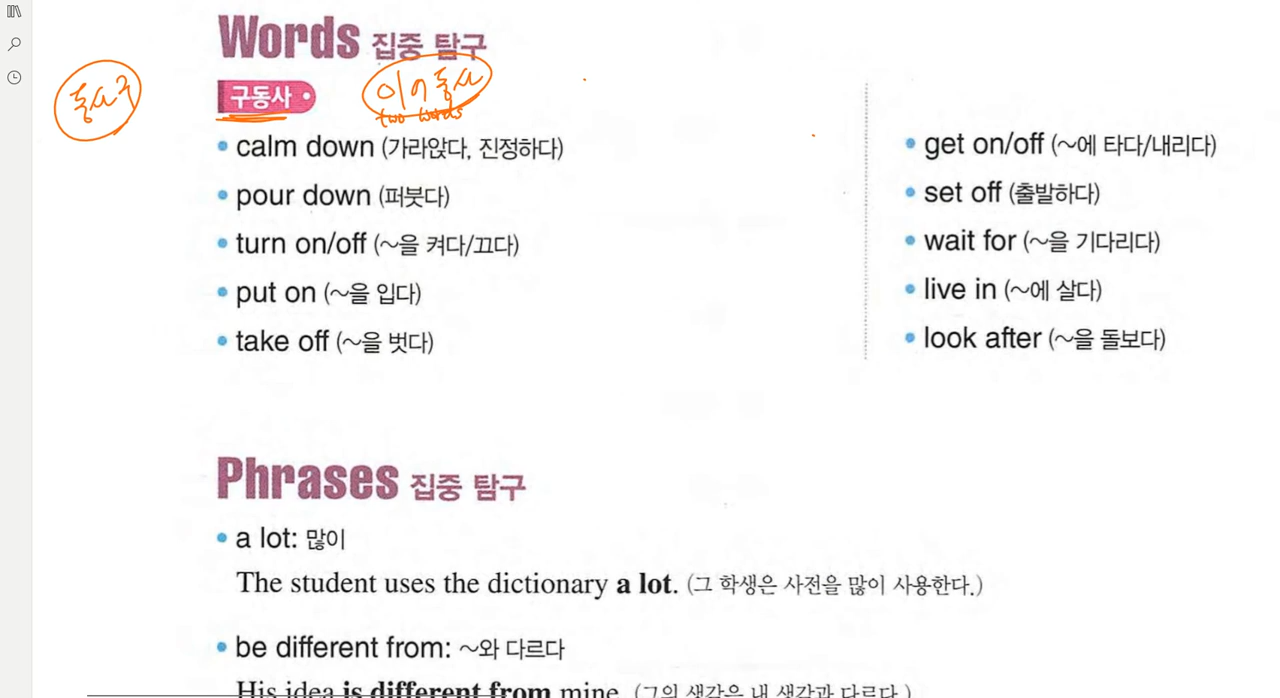 Words 집중 탐구
동사구
구동사
이어동사
two words
calm down (가라앉다, 진정하다)
pour down (퍼붓다)
turn on/off (~을 켜다/끄다)
put on (~을 입다)
take off (~을 벗다)
get on/off (~에 타다/내리다)
set off (출발하다)
wait for (~을 기다리다)
live in (~에 살다)
look after (~을 돌보다)
Phrases 집중 탐구
a lot: 많이
The student uses the dictionary a lot. (그 학생은 사전을 많이 사용한다.)
be different from: ~와 다르다
His idea is different from mine. (그의 생각은 내 생각과 다르다.)